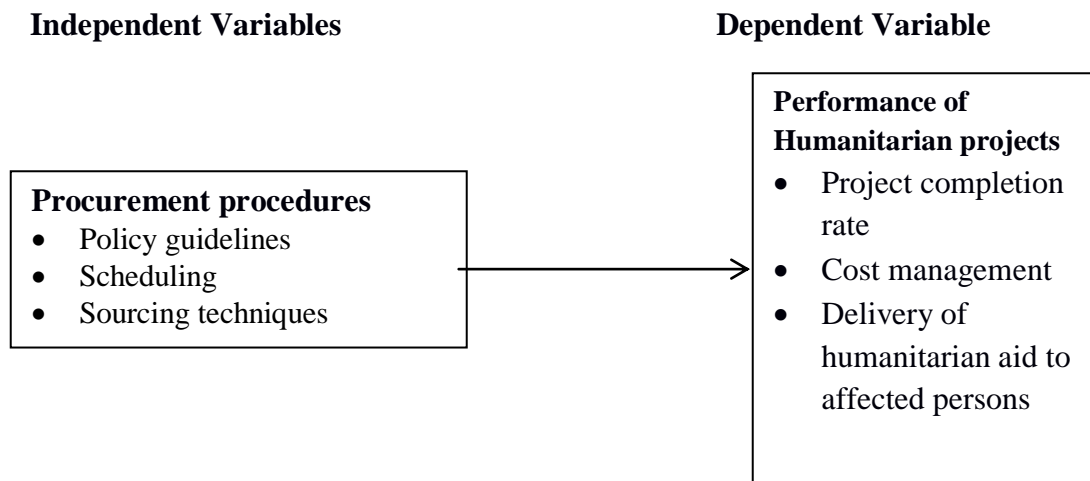 Independent Variables
Dependent Variable
Procurement procedures
• Policy guidelines
• Scheduling
• Sourcing techniques
Performance of
Humanitarian projects
• Project completion
rate
• Cost management
• Delivery of
humanitarian aid to
affected persons